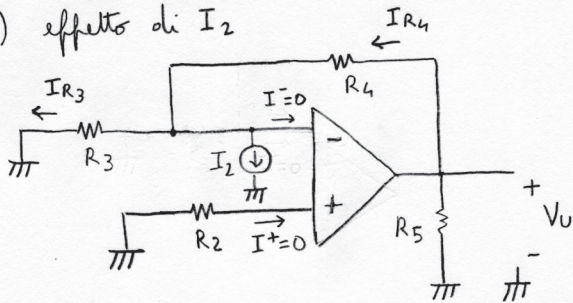 ) effetto di I2
IR4
IR3
R4
I⁻=0
R3
I2
-
+
R2
I⁺=0
R5
+
Vu
-